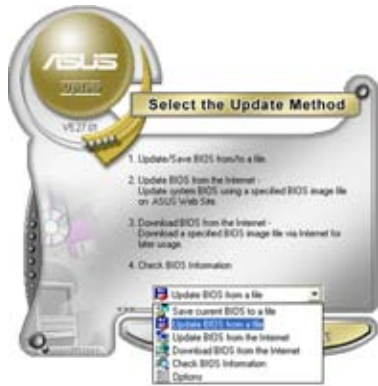 ASUS
Update
Select the Update Method
1. Update/Save BIOS from/to a file.
2. Update BIOS from the Internet -
Update system BIOS using a specified BIOS image file
on ASUS Web Site.
3. Download BIOS from the Internet -
Download a specified BIOS image file via Internet for
later usage.
4. Check BIOS Information
Update BIOS from a file
Save current BIOS to a file
Update BIOS from a file
Update BIOS from the Internet
Download BIOS from the Internet
Check BIOS Information
Options